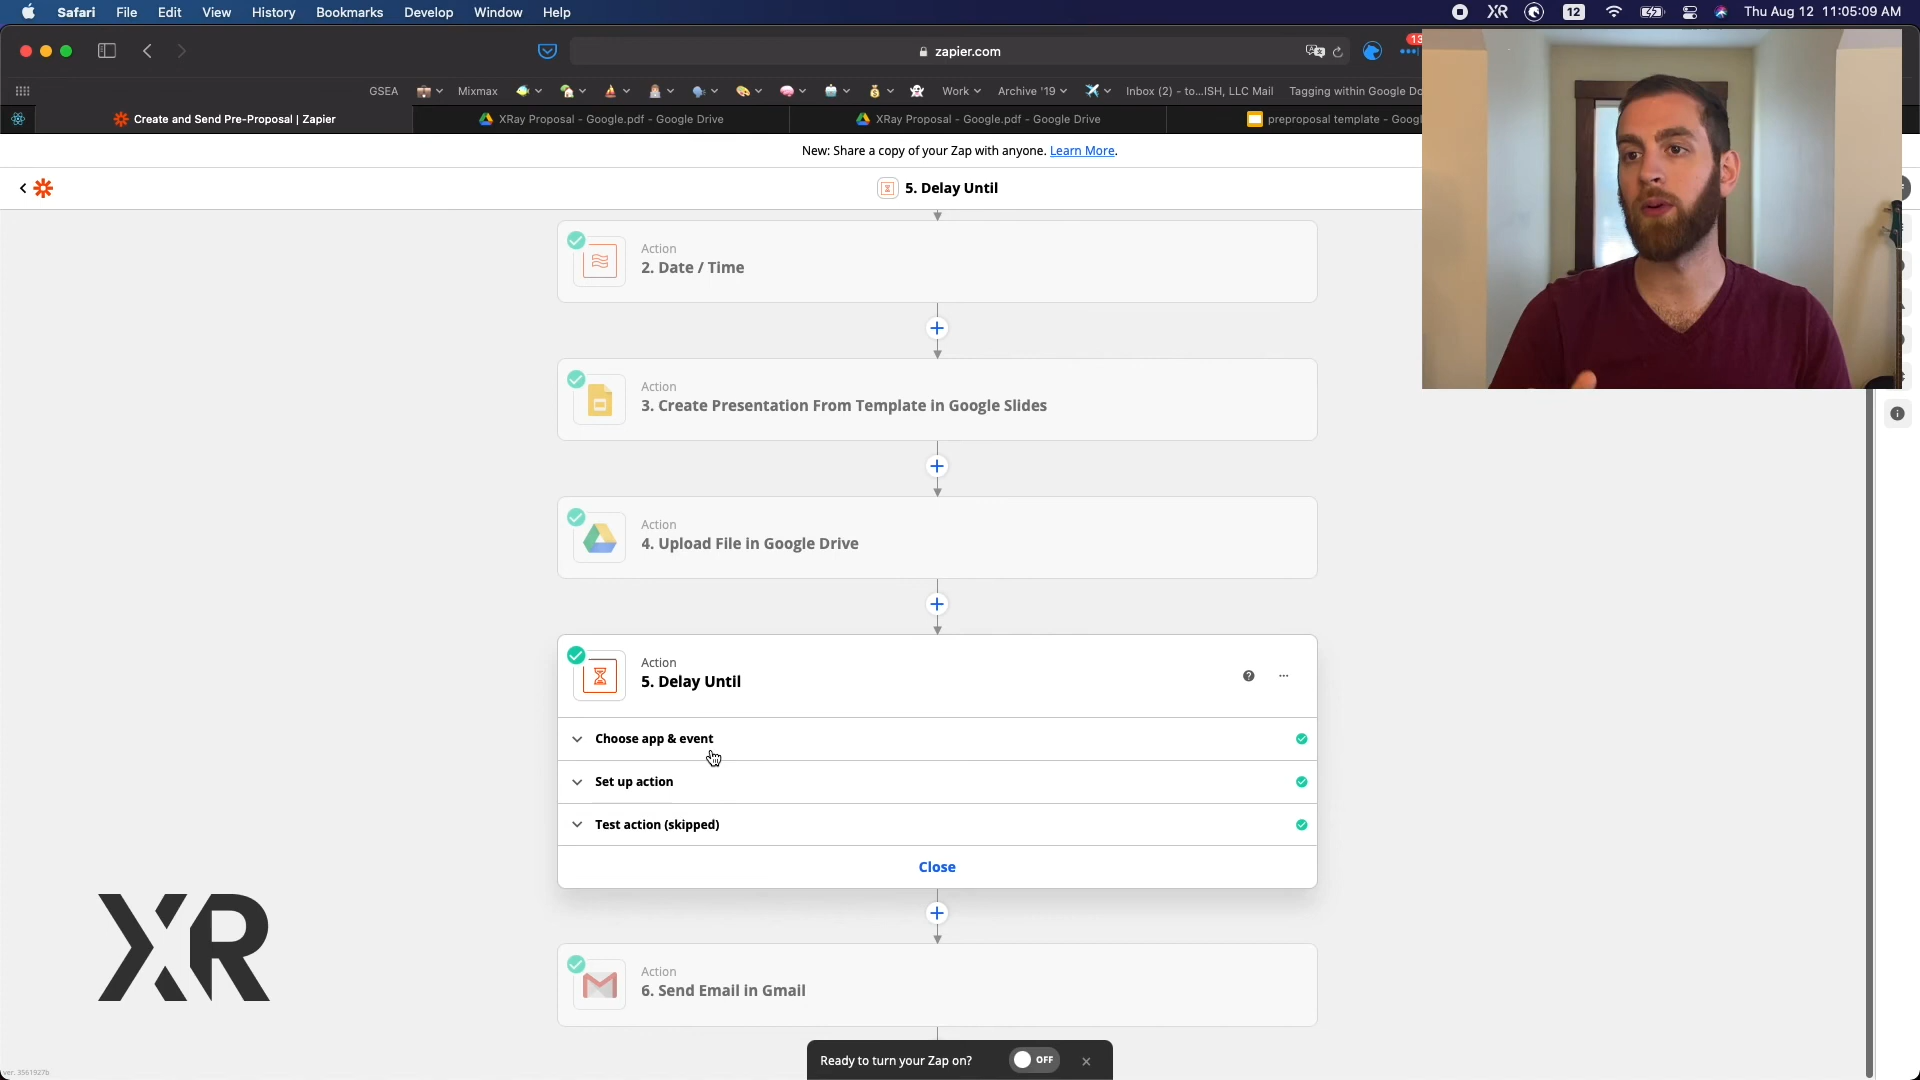 Safari File Edit View History Bookmarks Develop Window Help
XR 12 Thu Aug 12 11:05:09 AM
zapier.com
13
GSEA Mixmax Work Archive '19 Inbox (2) - to...ISH, LLC Mail Tagging within Google Do
Create and Send Pre-Proposal | Zapier
XRay Proposal - Google.pdf - Google Drive
XRay Proposal - Google.pdf - Google Drive
preproposal template - Googl
New: Share a copy of your Zap with anyone. Learn More.
5. Delay Until
Action
2. Date / Time
Action
3. Create Presentation From Template in Google Slides
Action
4. Upload File in Google Drive
Action
5. Delay Until
Choose app & event
Set up action
Test action (skipped)
Close
Action
6. Send Email in Gmail
XR
Ready to turn your Zap on? OFF
ver. 3561927b